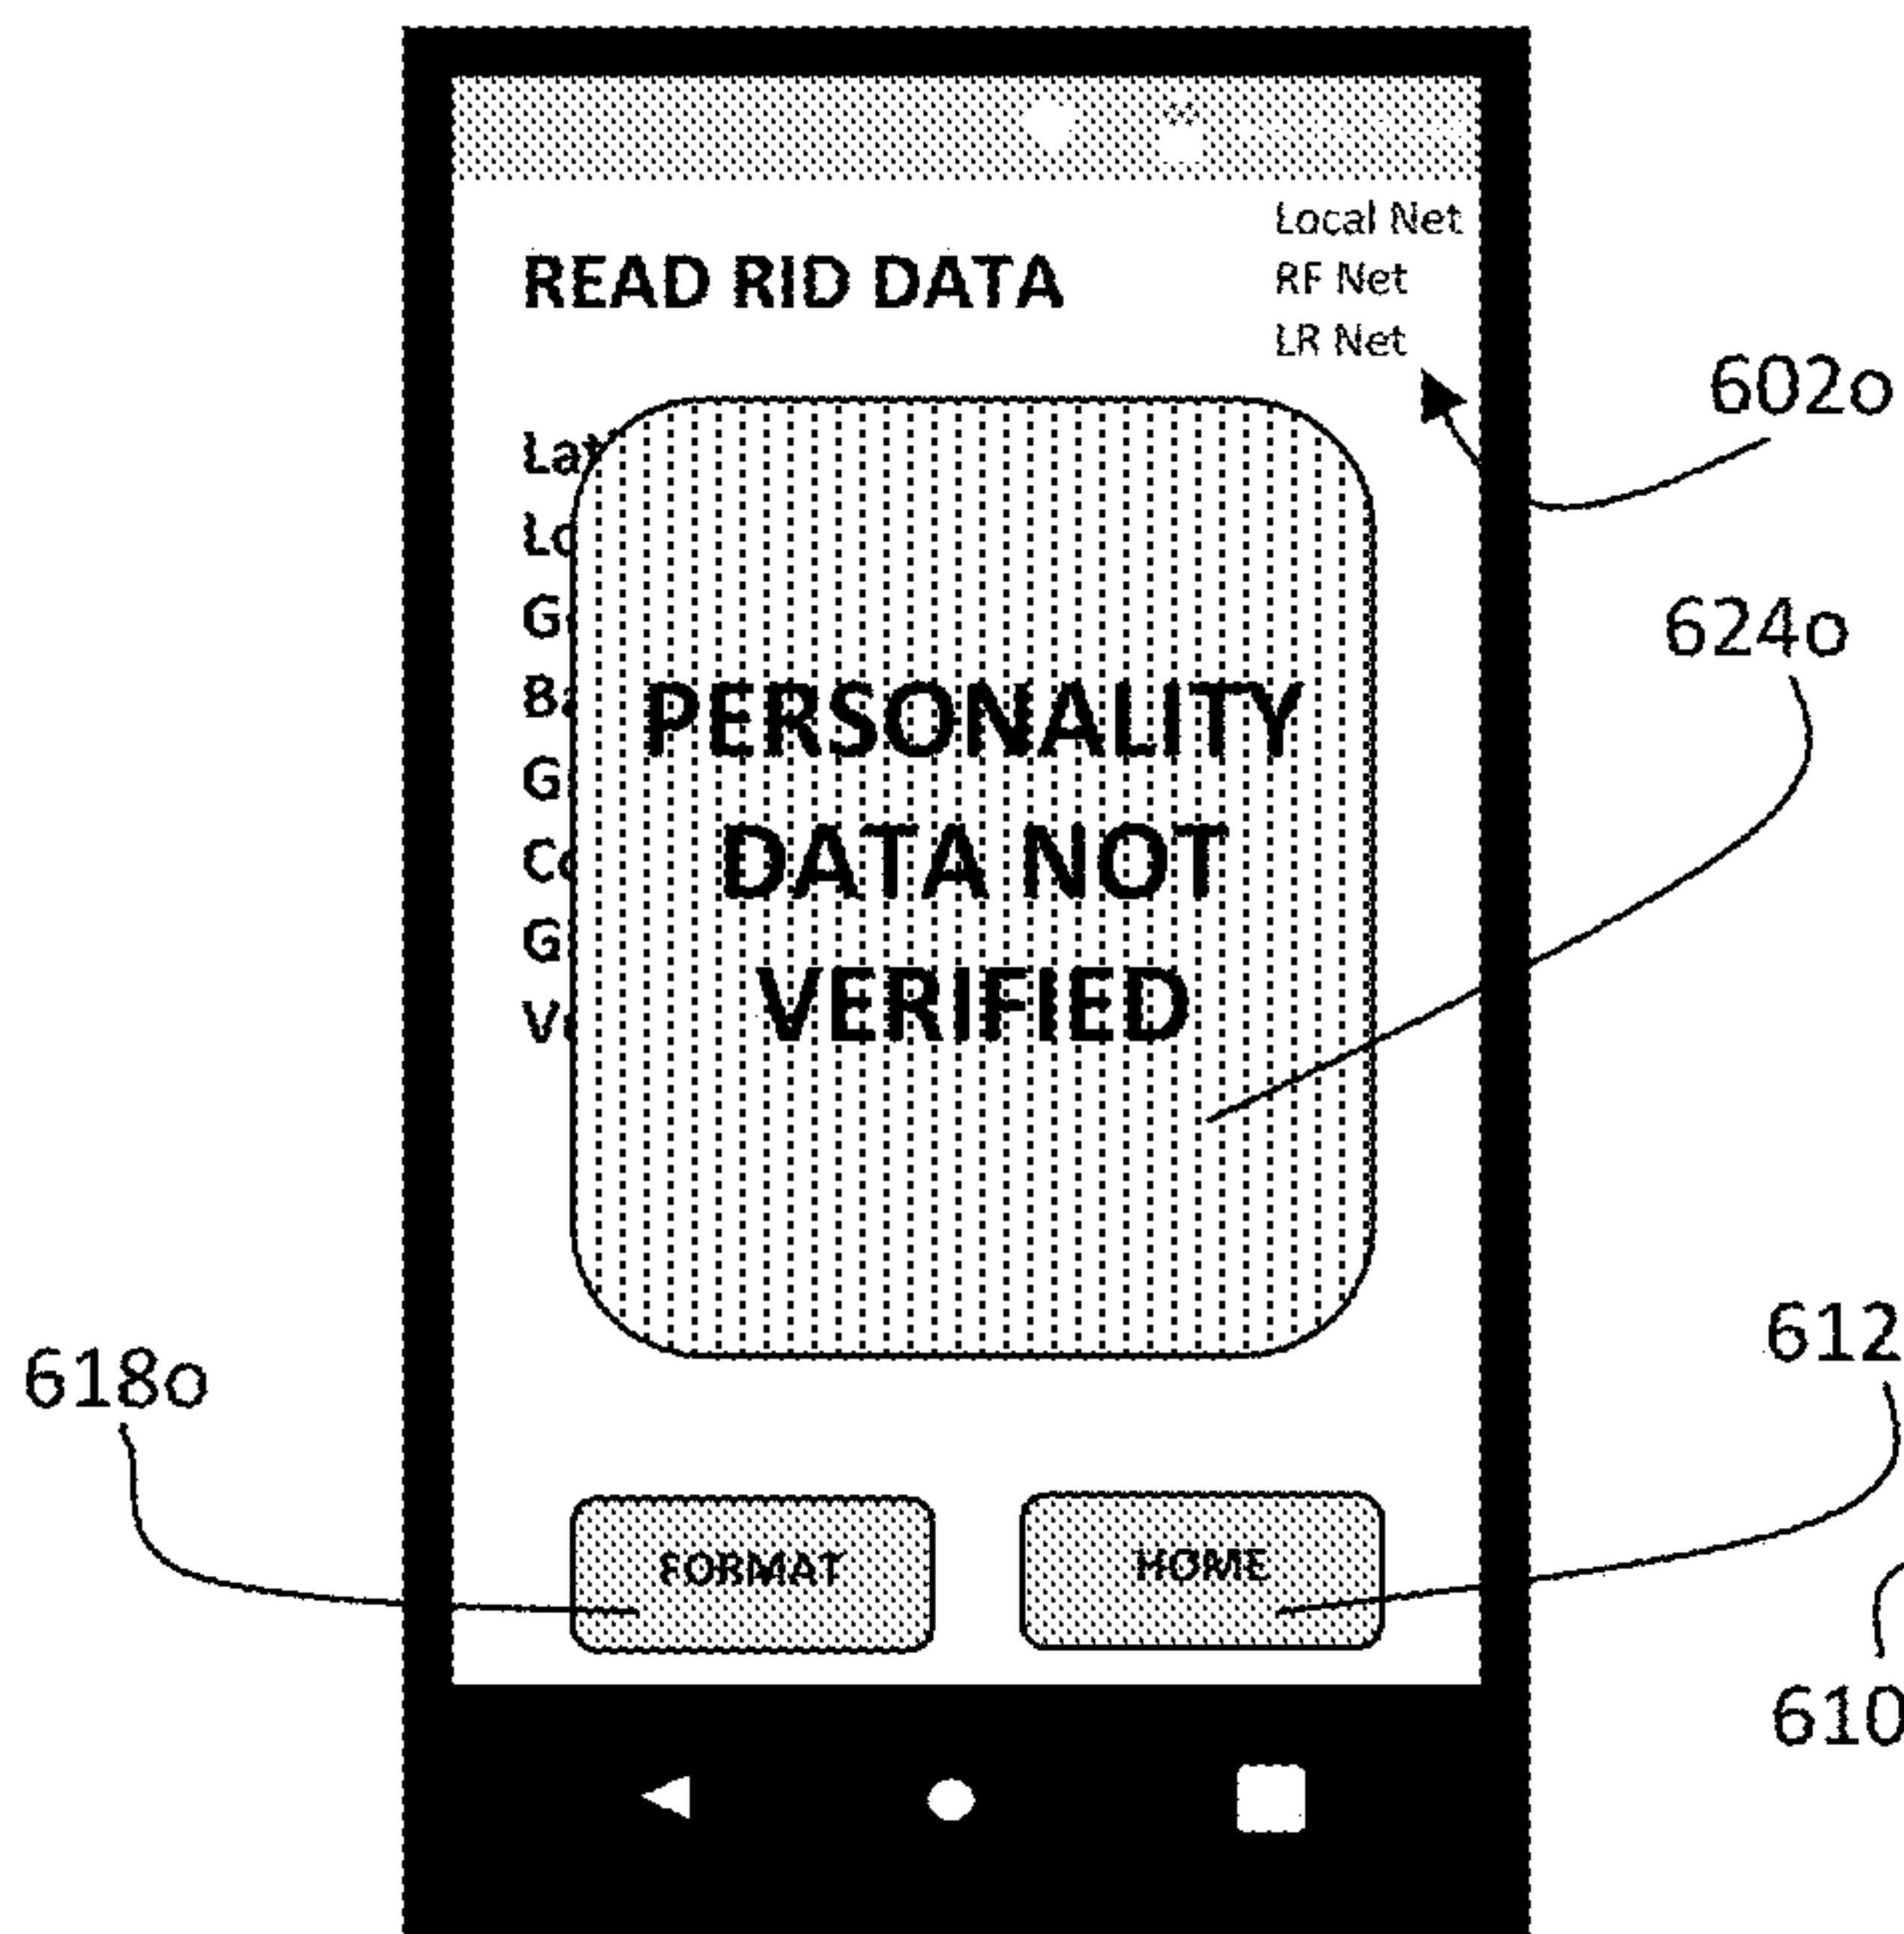 Local Net
READ RID DATA
RF Net
LR Net
602o
624o
PERSONALITY
DATA NOT
VERIFIED
612
618o
FORMAT
HOME
610